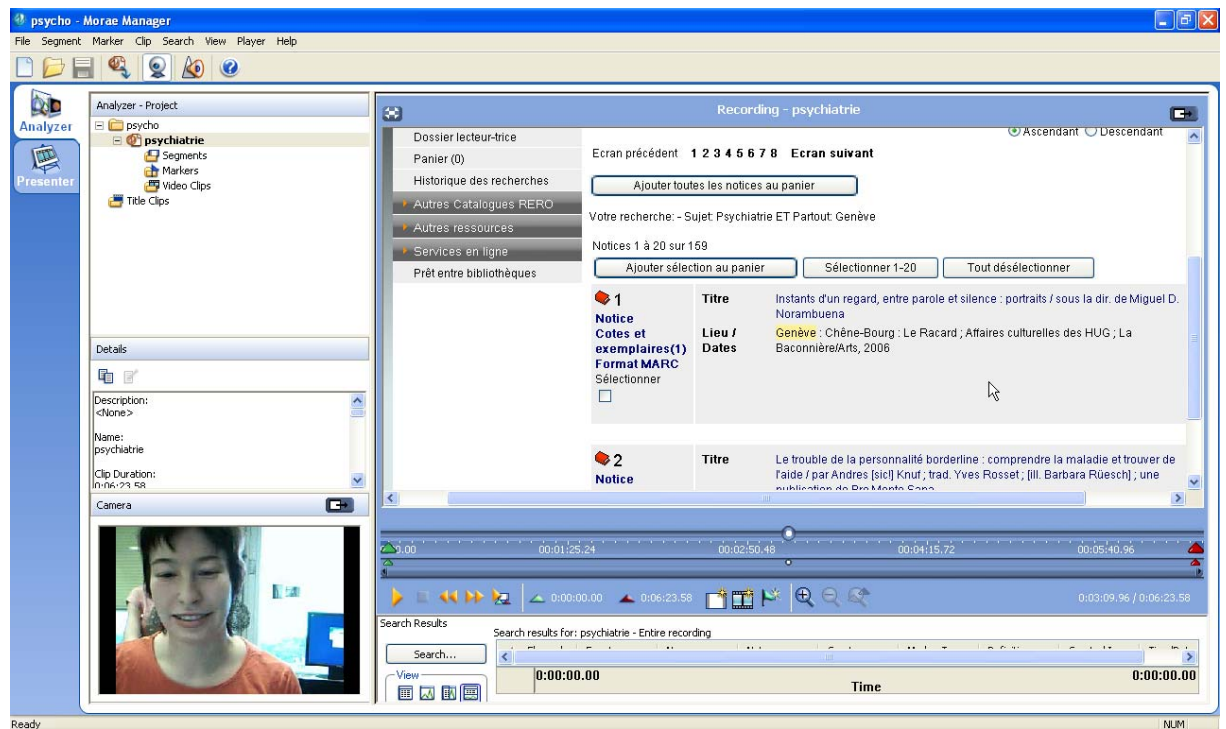 psycho - Morae Manager
File Segment Marker Clip Search View Player Help
Analyzer
Presenter
Analyzer - Project
psycho
psychiatrie
Segments
Markers
Video Clips
Title Clips
Details
Description:
<None>
Name:
psychiatrie
Clip Duration:
0:06:23.58
Camera
Recording - psychiatrie
Dossier lecteur-trice
Panier (0)
Historique des recherches
Autres Catalogues RERO
Autres ressources
Services en ligne
Prêt entre bibliothèques
Ascendant Descendant
Ecran précédent 1 2 3 4 5 6 7 8 Ecran suivant
Ajouter toutes les notices au panier
Votre recherche: - Sujet: Psychiatrie ET Partout: Genève
Notices 1 à 20 sur 159
Ajouter sélection au panier Sélectionner 1-20 Tout désélectionner
1
Notice
Cotes et
exemplaires(1)
Format MARC
Sélectionner
Titre
Instants d'un regard, entre parole et silence : portraits / sous la dir. de Miguel D.
Norambuena
Lieu /
Dates
Genève : Chêne-Bourg : Le Racard ; Affaires culturelles des HUG ; La
Baconnière/Arts, 2006
2
Notice
Titre
Le trouble de la personnalité borderline : comprendre la maladie et trouver de
l'aide / par Andres [sic!] Knuf ; trad. Yves Rosset ; [ill. Barbara Rüesch] ; une
publication de Pro Mente Sana
0.00 00:01:25.24 00:02:50.48 00:04:15.72 00:05:40.96
0:00:00.00 0:06:23.58 0:03:09.96 / 0:06:23.58
Search Results
Search results for: psychiatrie - Entire recording
Search...
View
0:00:00.00 Time 0:00:00.00
Ready NUM